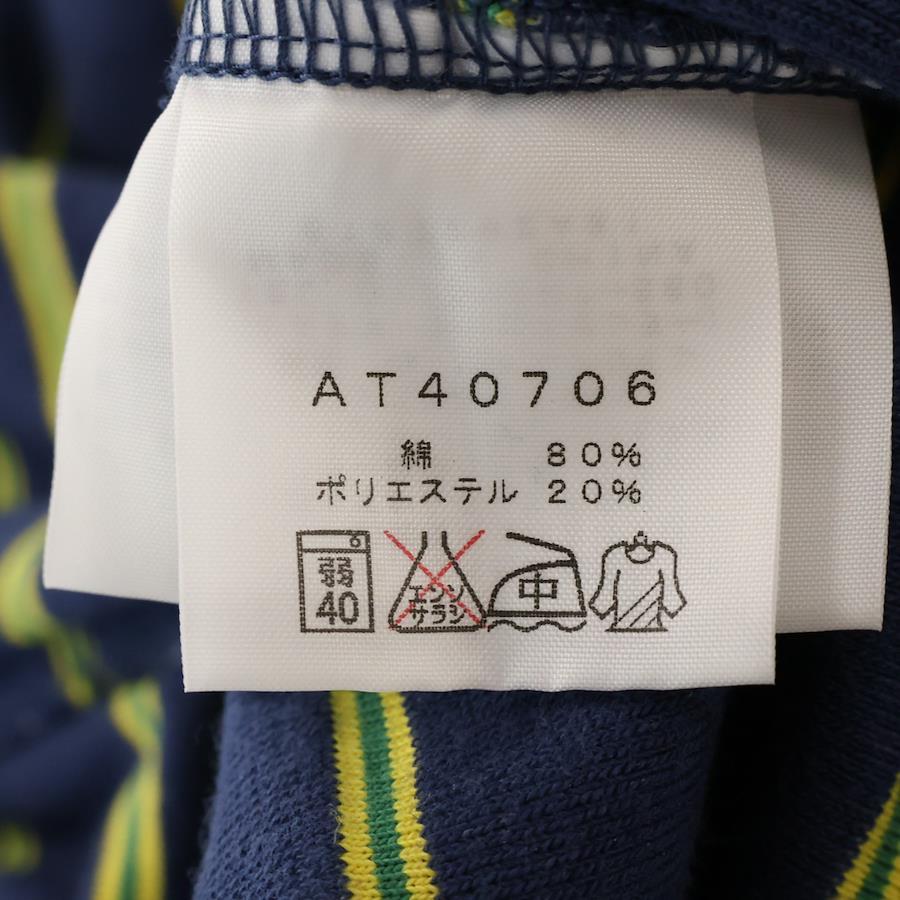 AT40706
綿 80%
ポリエステル 20%
弱 40 エンソサラシ 中